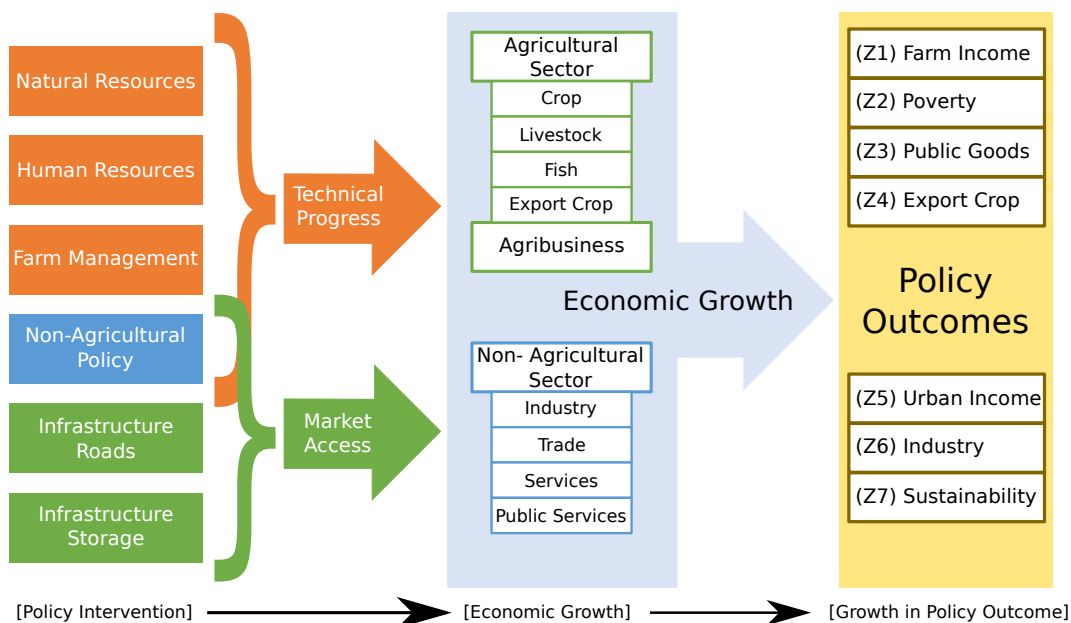 Natural Resources
Human Resources
Farm Management
Non-Agricultural
Policy
Infrastructure
Roads
Infrastructure
Storage
Technical
Progress
Market
Access
Agricultural
Sector
Crop
Livestock
Fish
Export Crop
Agribusiness
Economic Growth
Non- Agricultural
Sector
Industry
Trade
Services
Public Services
(Z1) Farm Income
(Z2) Poverty
(Z3) Public Goods
(Z4) Export Crop
Policy
Outcomes
(Z5) Urban Income
(Z6) Industry
(Z7) Sustainability
[Policy Intervention]
[Economic Growth]
[Growth in Policy Outcome]